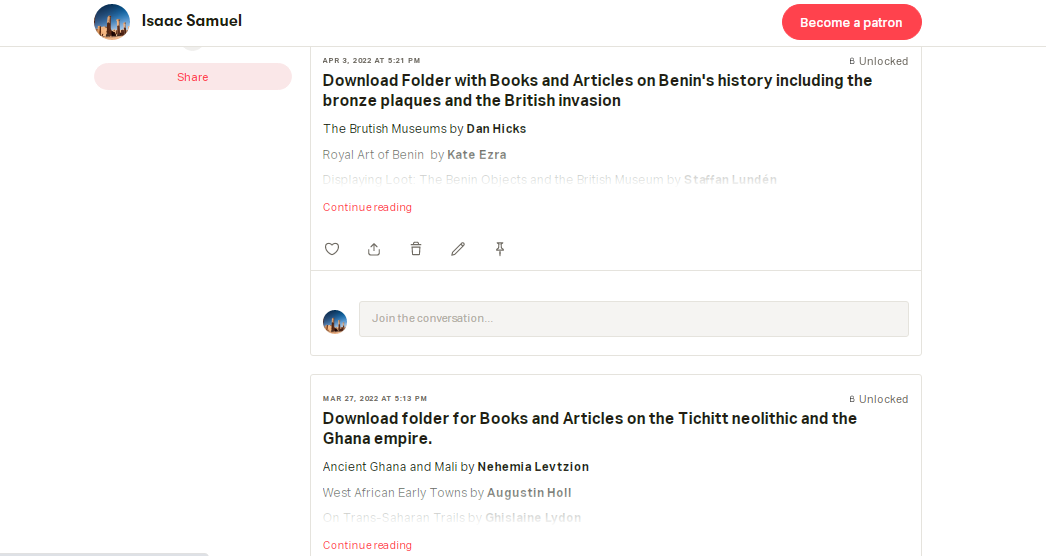 Isaac Samuel
Become a patron
Share
APR 3, 2022 AT 5:21 PM
Unlocked
Download Folder with Books and Articles on Benin's history including the
bronze plaques and the British invasion
The Brutish Museums by Dan Hicks
Royal Art of Benin by Kate Ezra
Displaying Loot: The Benin Objects and the British Museum by Staffan Lundén
Continue reading
Join the conversation...
MAR 27, 2022 AT 5:13 PM
Unlocked
Download folder for Books and Articles on the Tichitt neolithic and the
Ghana empire.
Ancient Ghana and Mali by Nehemia Levtzion
West African Early Towns by Augustin Holl
On Trans-Saharan Trails by Ghislaine Lydon
Continue reading